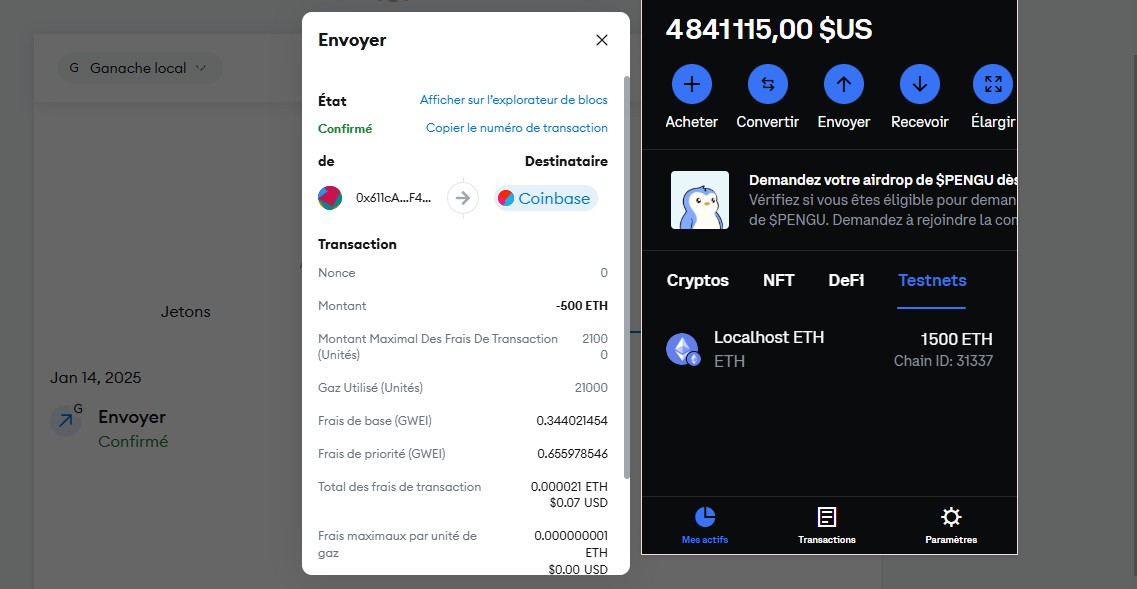 G Ganache local
Jetons
Jan 14, 2025
G
Envoyer
Confirmé
Envoyer
État
Afficher sur l’explorateur de blocs
Confirmé
Copier le numéro de transaction
de
Destinataire
0x611cA...F4...
Coinbase
Transaction
Nonce 0
Montant -500 ETH
Montant Maximal Des Frais De Transaction 2100
(Unités) 0
Gaz Utilisé (Unités) 21000
Frais de base (GWEI) 0.344021454
Frais de priorité (GWEI) 0.655978546
Total des frais de transaction 0.000021 ETH
$0.07 USD
Frais maximaux par unité de 0.000000001
gaz ETH
$0.00 USD
4 841 115,00 $US
Acheter Convertir Envoyer Recevoir Élargir
Demandez votre airdrop de $PENGU dès
Vérifiez si vous êtes éligible pour deman
de $PENGU. Demandez à rejoindre la con
Cryptos NFT DeFi Testnets
Localhost ETH 1500 ETH
ETH Chain ID: 31337
Mes actifs Transactions Paramètres